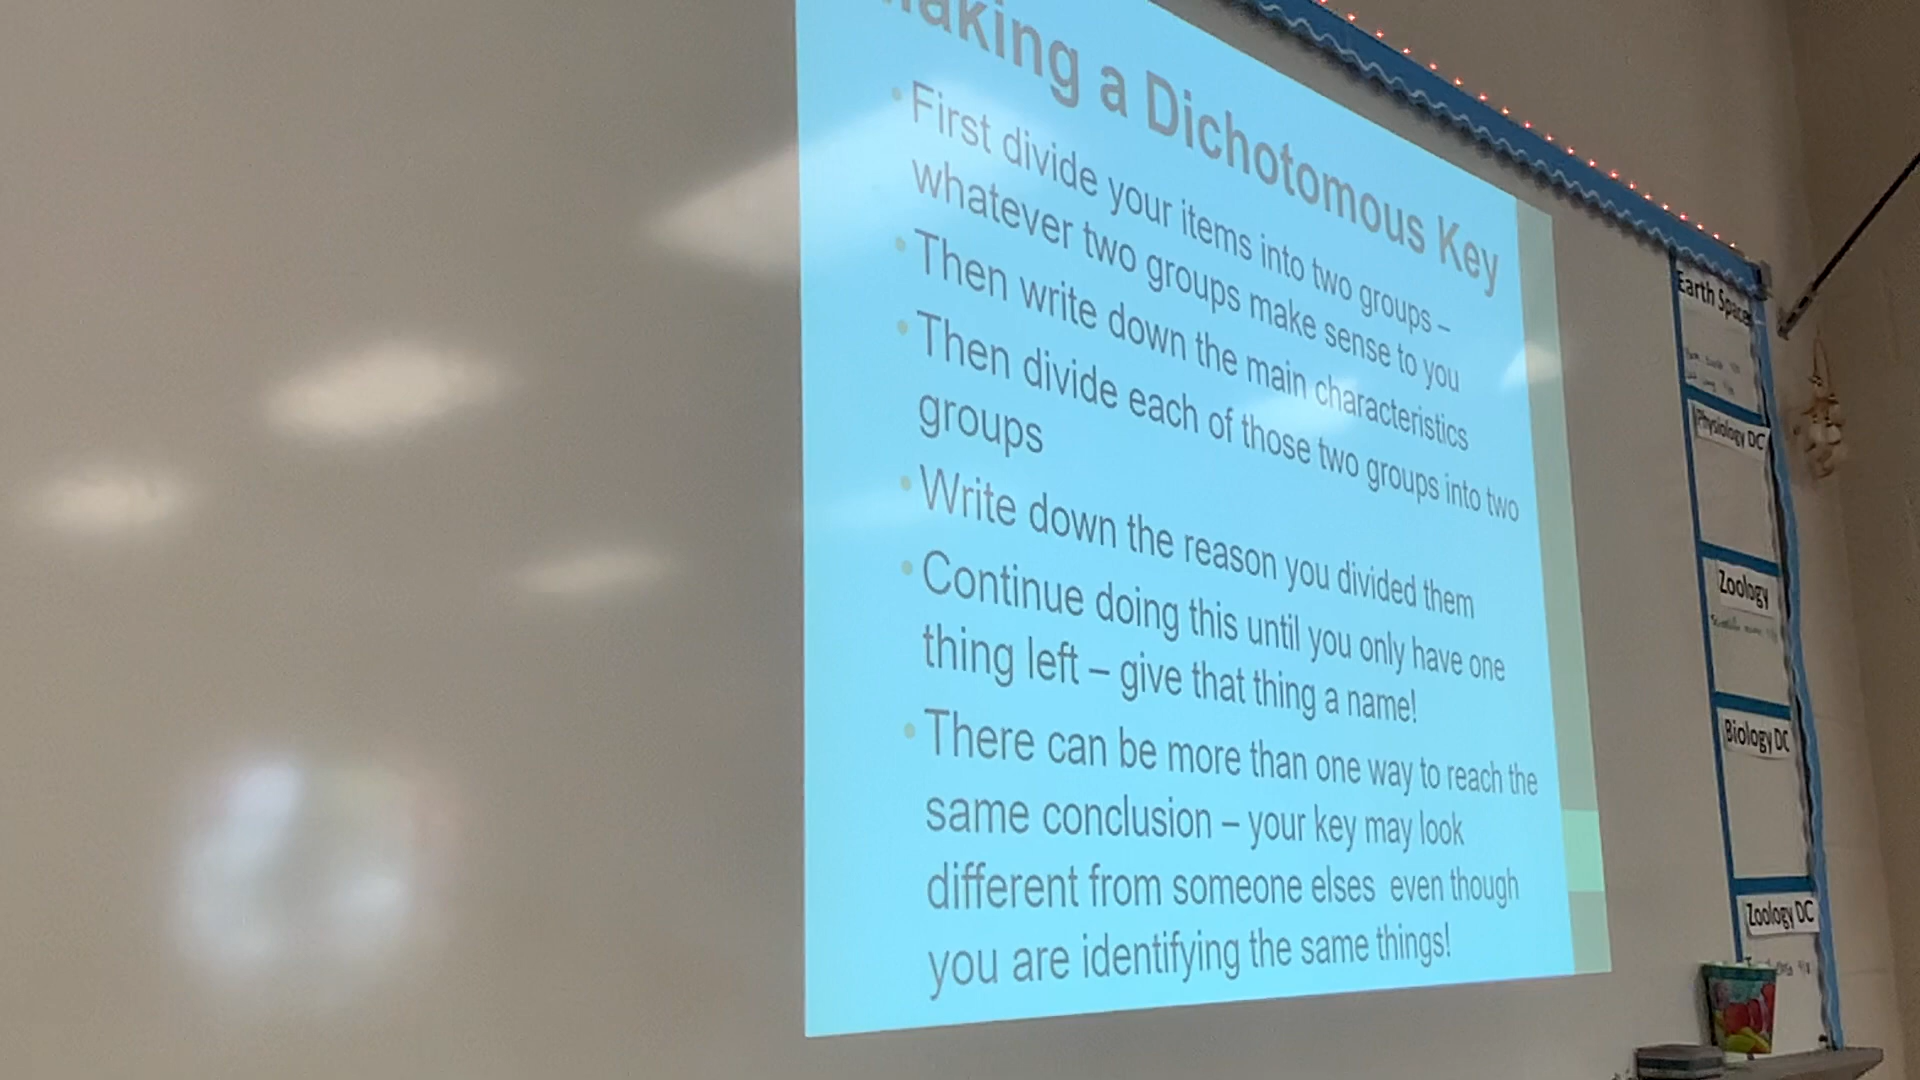 a Dichotomous Key
• First divide your items into two groups –
whatever two groups make sense to you
• Then write down the main characteristics
• Then divide each of those two groups into two
groups
• Write down the reason you divided them
• Continue doing this until you only have one
thing left – give that thing a name!
• There can be more than one way to reach the
same conclusion – your key may look
different from someone elses even though
you are identifying the same things!
Earth Space
Physiology DC
Zoology
Biology DC
Zoology DC